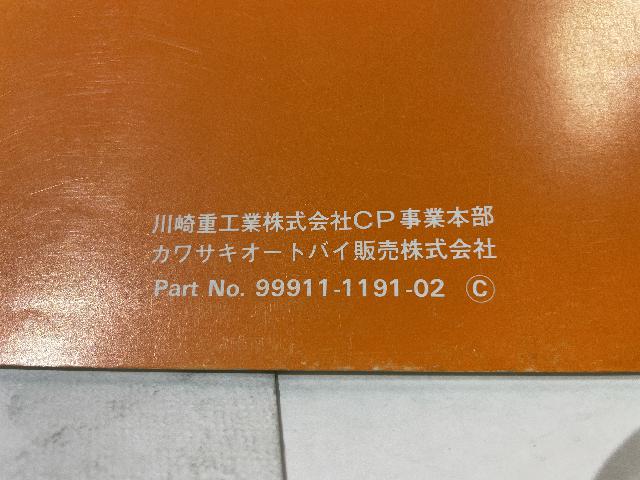 川崎重工業株式会社CP事業本部
カワサキオートバイ販売株式会社
Part No. 99911-1191-02 Ⓒ